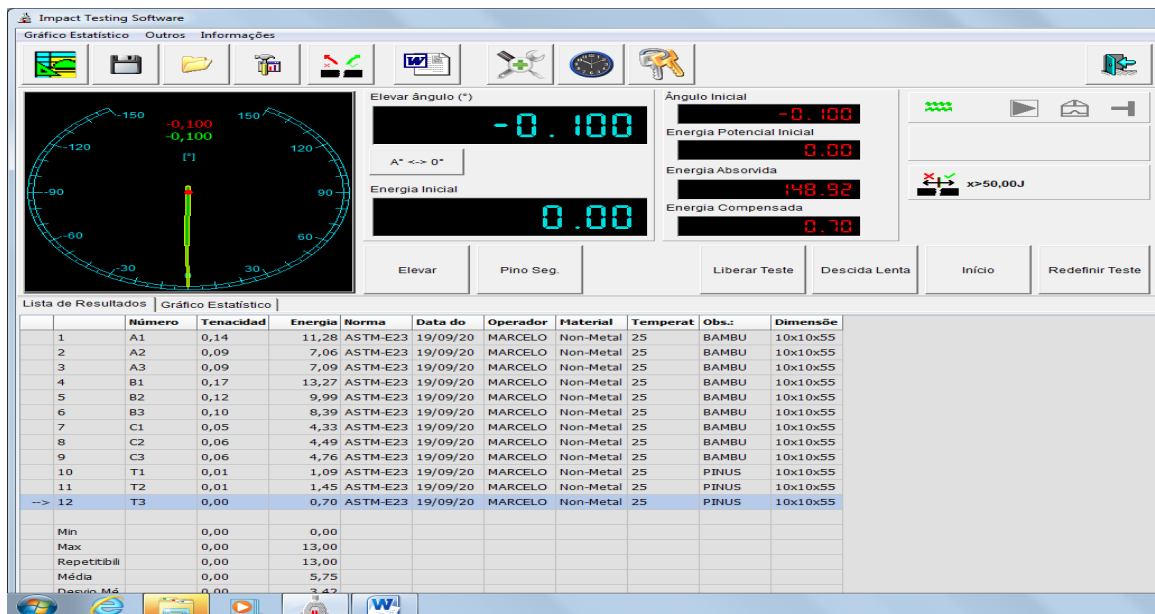 Impact Testing Software
Gráfico Estatístico Outros Informações
Elevar ângulo (°)
-0.100
A° <-> 0°
Energia Inicial
0.00
-150 150
-0,100
-0,100
[°]
-120 120
-90 90
-60 60
-30 30
0
Ângulo Inicial
-0.100
Energia Potencial Inicial
0.00
Energia Absorvida
148.92
Energia Compensada
0.70
x>50,00J
Elevar Pino Seg. Liberar Teste Descida Lenta Início Redefinir Teste
Lista de Resultados Gráfico Estatístico
Número Tenacidad Energia Norma Data do Operador Material Temperat Obs.: Dimensõe
1 A1 0,14 11,28 ASTM-E23 19/09/20 MARCELO Non-Metal 25 BAMBU 10x10x55
2 A2 0,09 7,06 ASTM-E23 19/09/20 MARCELO Non-Metal 25 BAMBU 10x10x55
3 A3 0,09 7,09 ASTM-E23 19/09/20 MARCELO Non-Metal 25 BAMBU 10x10x55
4 B1 0,17 13,27 ASTM-E23 19/09/20 MARCELO Non-Metal 25 BAMBU 10x10x55
5 B2 0,12 9,99 ASTM-E23 19/09/20 MARCELO Non-Metal 25 BAMBU 10x10x55
6 B3 0,10 8,39 ASTM-E23 19/09/20 MARCELO Non-Metal 25 BAMBU 10x10x55
7 C1 0,05 4,33 ASTM-E23 19/09/20 MARCELO Non-Metal 25 BAMBU 10x10x55
8 C2 0,06 4,49 ASTM-E23 19/09/20 MARCELO Non-Metal 25 BAMBU 10x10x55
9 C3 0,06 4,76 ASTM-E23 19/09/20 MARCELO Non-Metal 25 BAMBU 10x10x55
10 T1 0,01 1,09 ASTM-E23 19/09/20 MARCELO Non-Metal 25 PINUS 10x10x55
11 T2 0,01 1,45 ASTM-E23 19/09/20 MARCELO Non-Metal 25 PINUS 10x10x55
--> 12 T3 0,00 0,70 ASTM-E23 19/09/20 MARCELO Non-Metal 25 PINUS 10x10x55
Min 0,00 0,00
Max 0,00 13,00
Repetitibili 0,00 13,00
Média 0,00 5,75
Desvio Mé 0,00 3,42